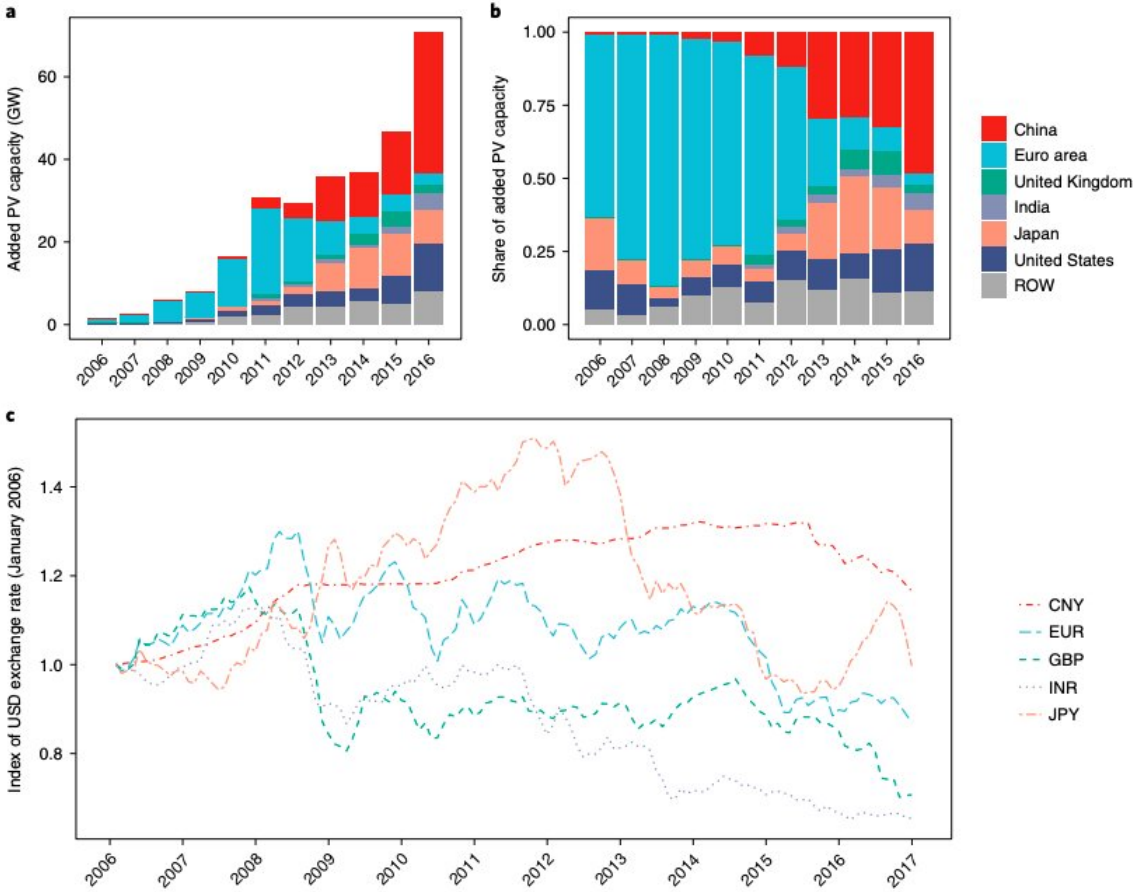 a
Added PV capacity (GW)
60
40
20
0
2006 2007 2008 2009 2010 2011 2012 2013 2014 2015 2016
b
Share of added PV capacity
1.00
0.75
0.50
0.25
0.00
2006 2007 2008 2009 2010 2011 2012 2013 2014 2015 2016
China
Euro area
United Kingdom
India
Japan
United States
ROW
c
Index of USD exchange rate (January 2006)
1.4
1.2
1.0
0.8
2006 2007 2008 2009 2010 2011 2012 2013 2014 2015 2016 2017
CNY
EUR
GBP
INR
JPY